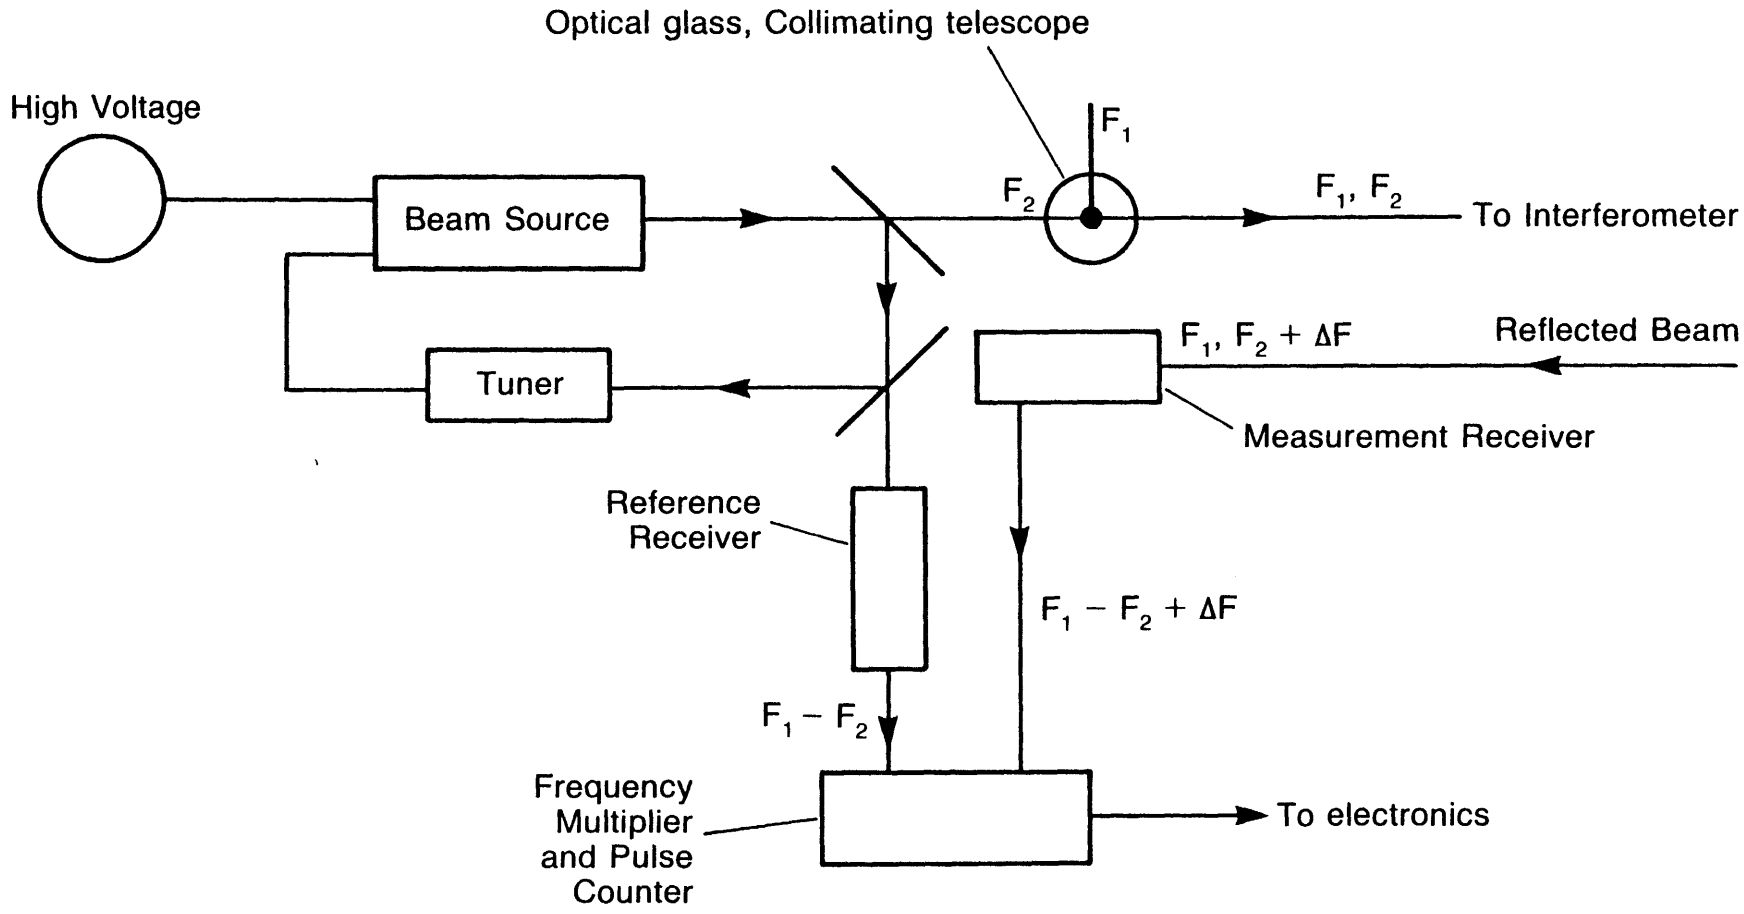 Optical glass, Collimating telescope
High Voltage
F₁
F₂
F₁, F₂
Beam Source
To Interferometer
F₁, F₂ + ΔF
Reflected Beam
Tuner
Measurement Receiver
Reference
Receiver
F₁ – F₂ + ΔF
F₁ – F₂
Frequency
Multiplier
and Pulse
Counter
To electronics